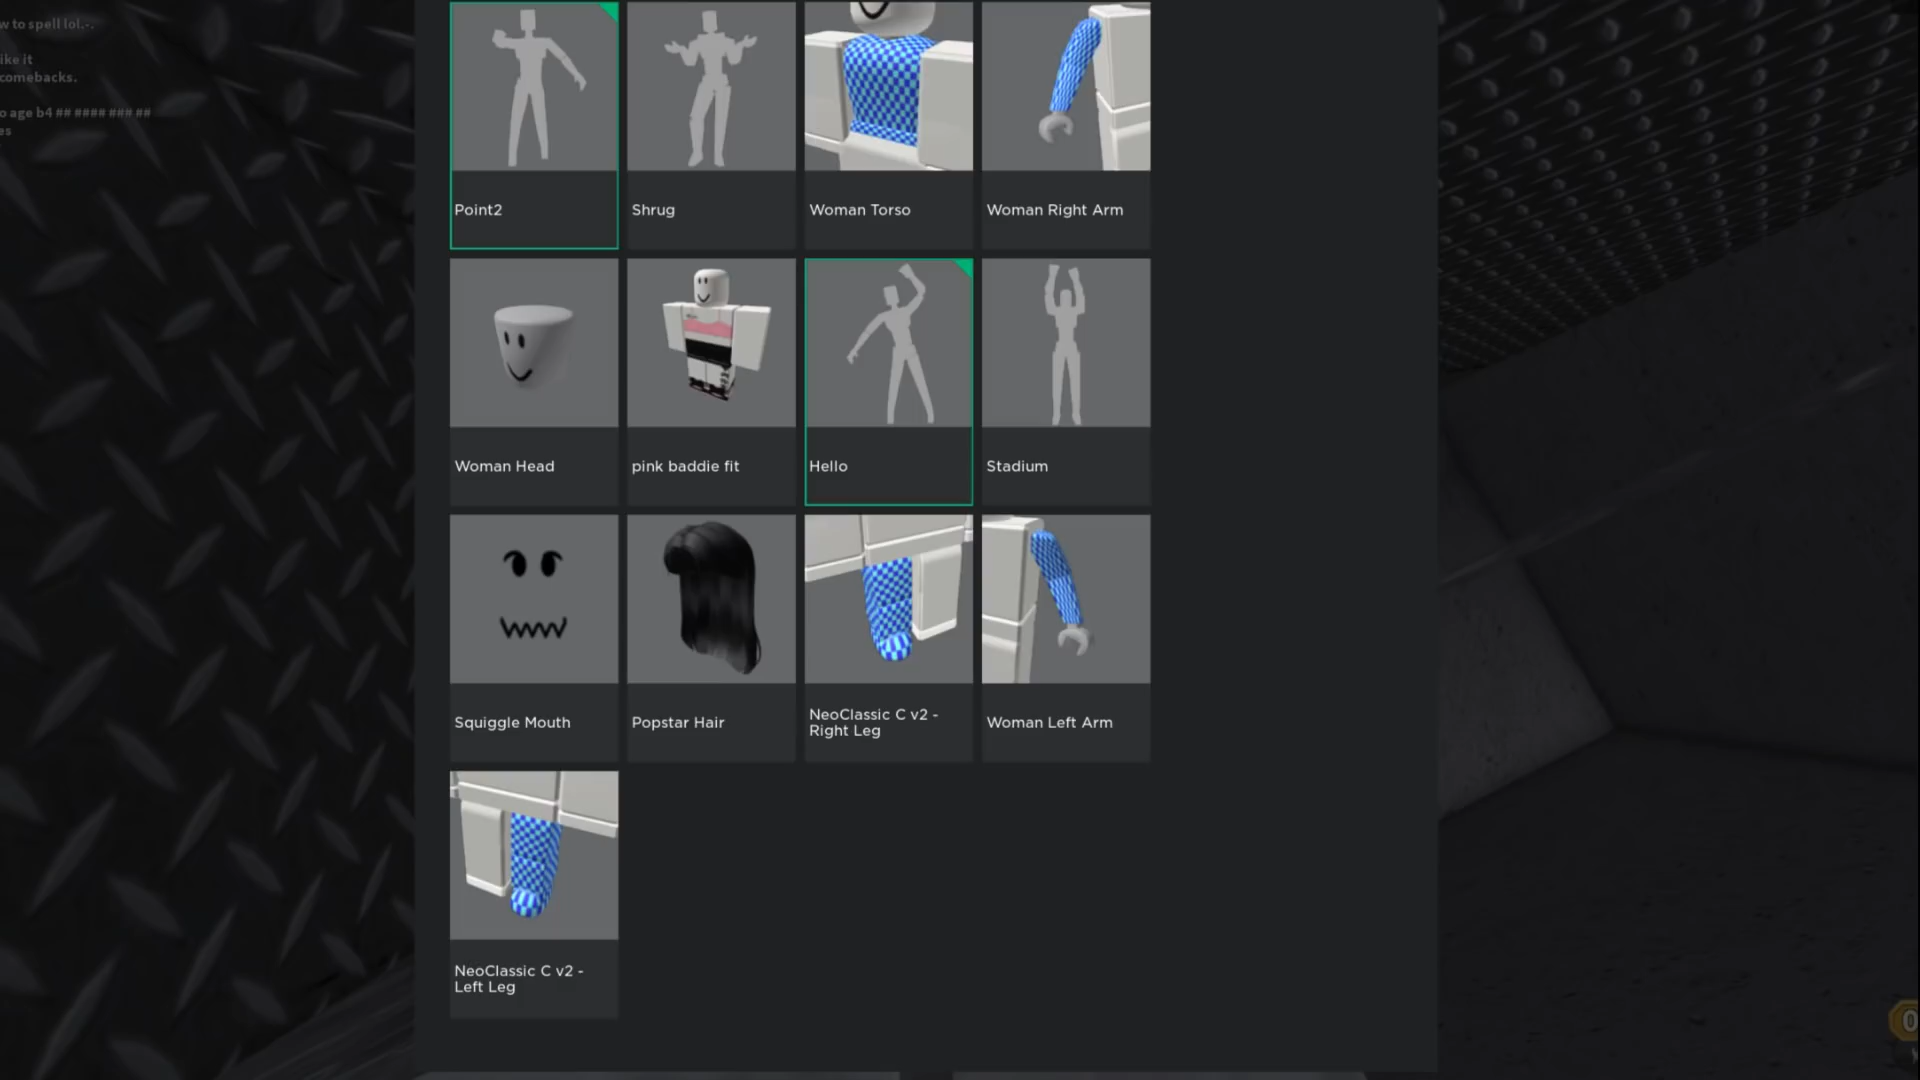 w to spell lol.-.
ike it
comebacks.
o age b4 ## #### ### ##
es
Point2
Shrug
Woman Torso
Woman Right Arm
Woman Head
pink baddie fit
Hello
Stadium
Squiggle Mouth
Popstar Hair
NeoClassic C v2 -
Right Leg
Woman Left Arm
NeoClassic C v2 -
Left Leg